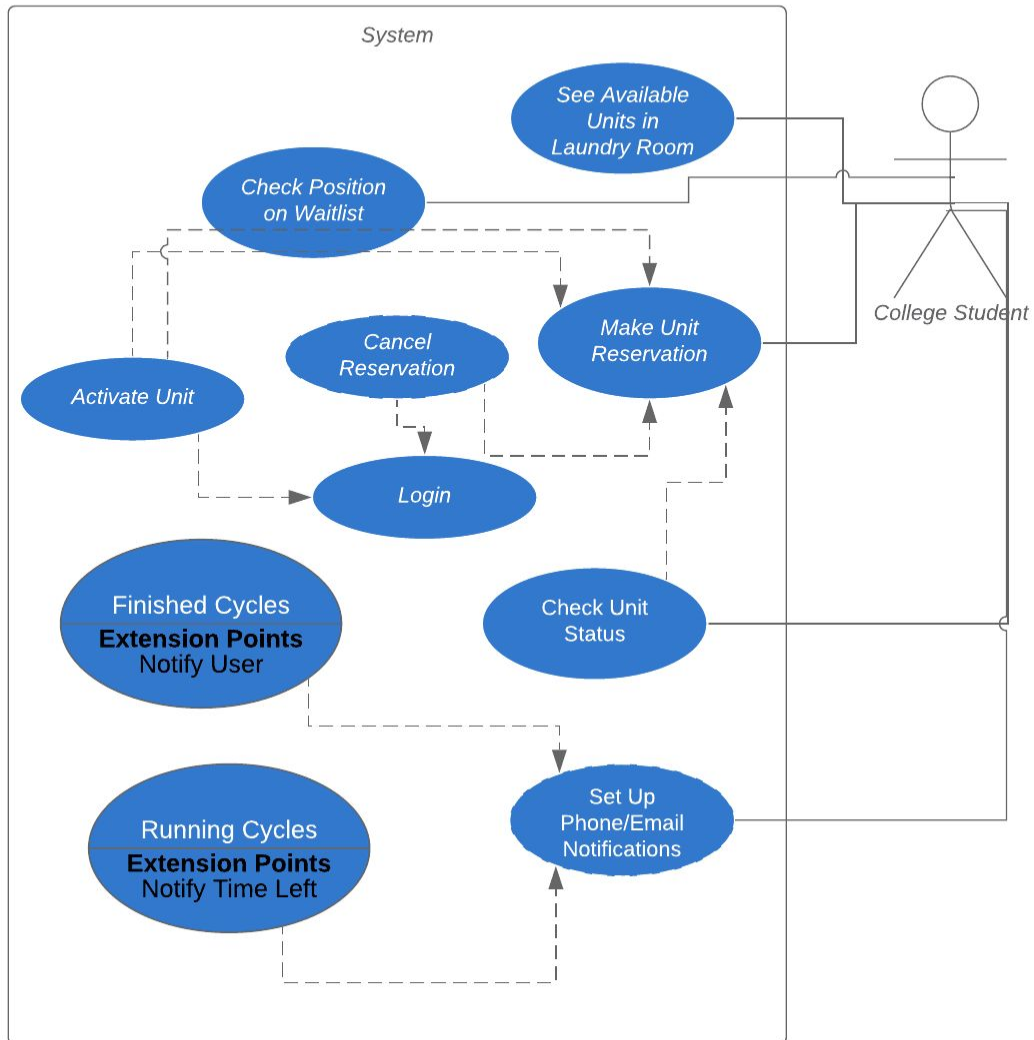 System
See Available
Units in
Laundry Room
Check Position
on Waitlist
College Student
Make Unit
Reservation
Cancel
Reservation
Activate Unit
Login
Finished Cycles
Extension Points
Notify User
Check Unit
Status
Set Up
Phone/Email
Notifications
Running Cycles
Extension Points
Notify Time Left